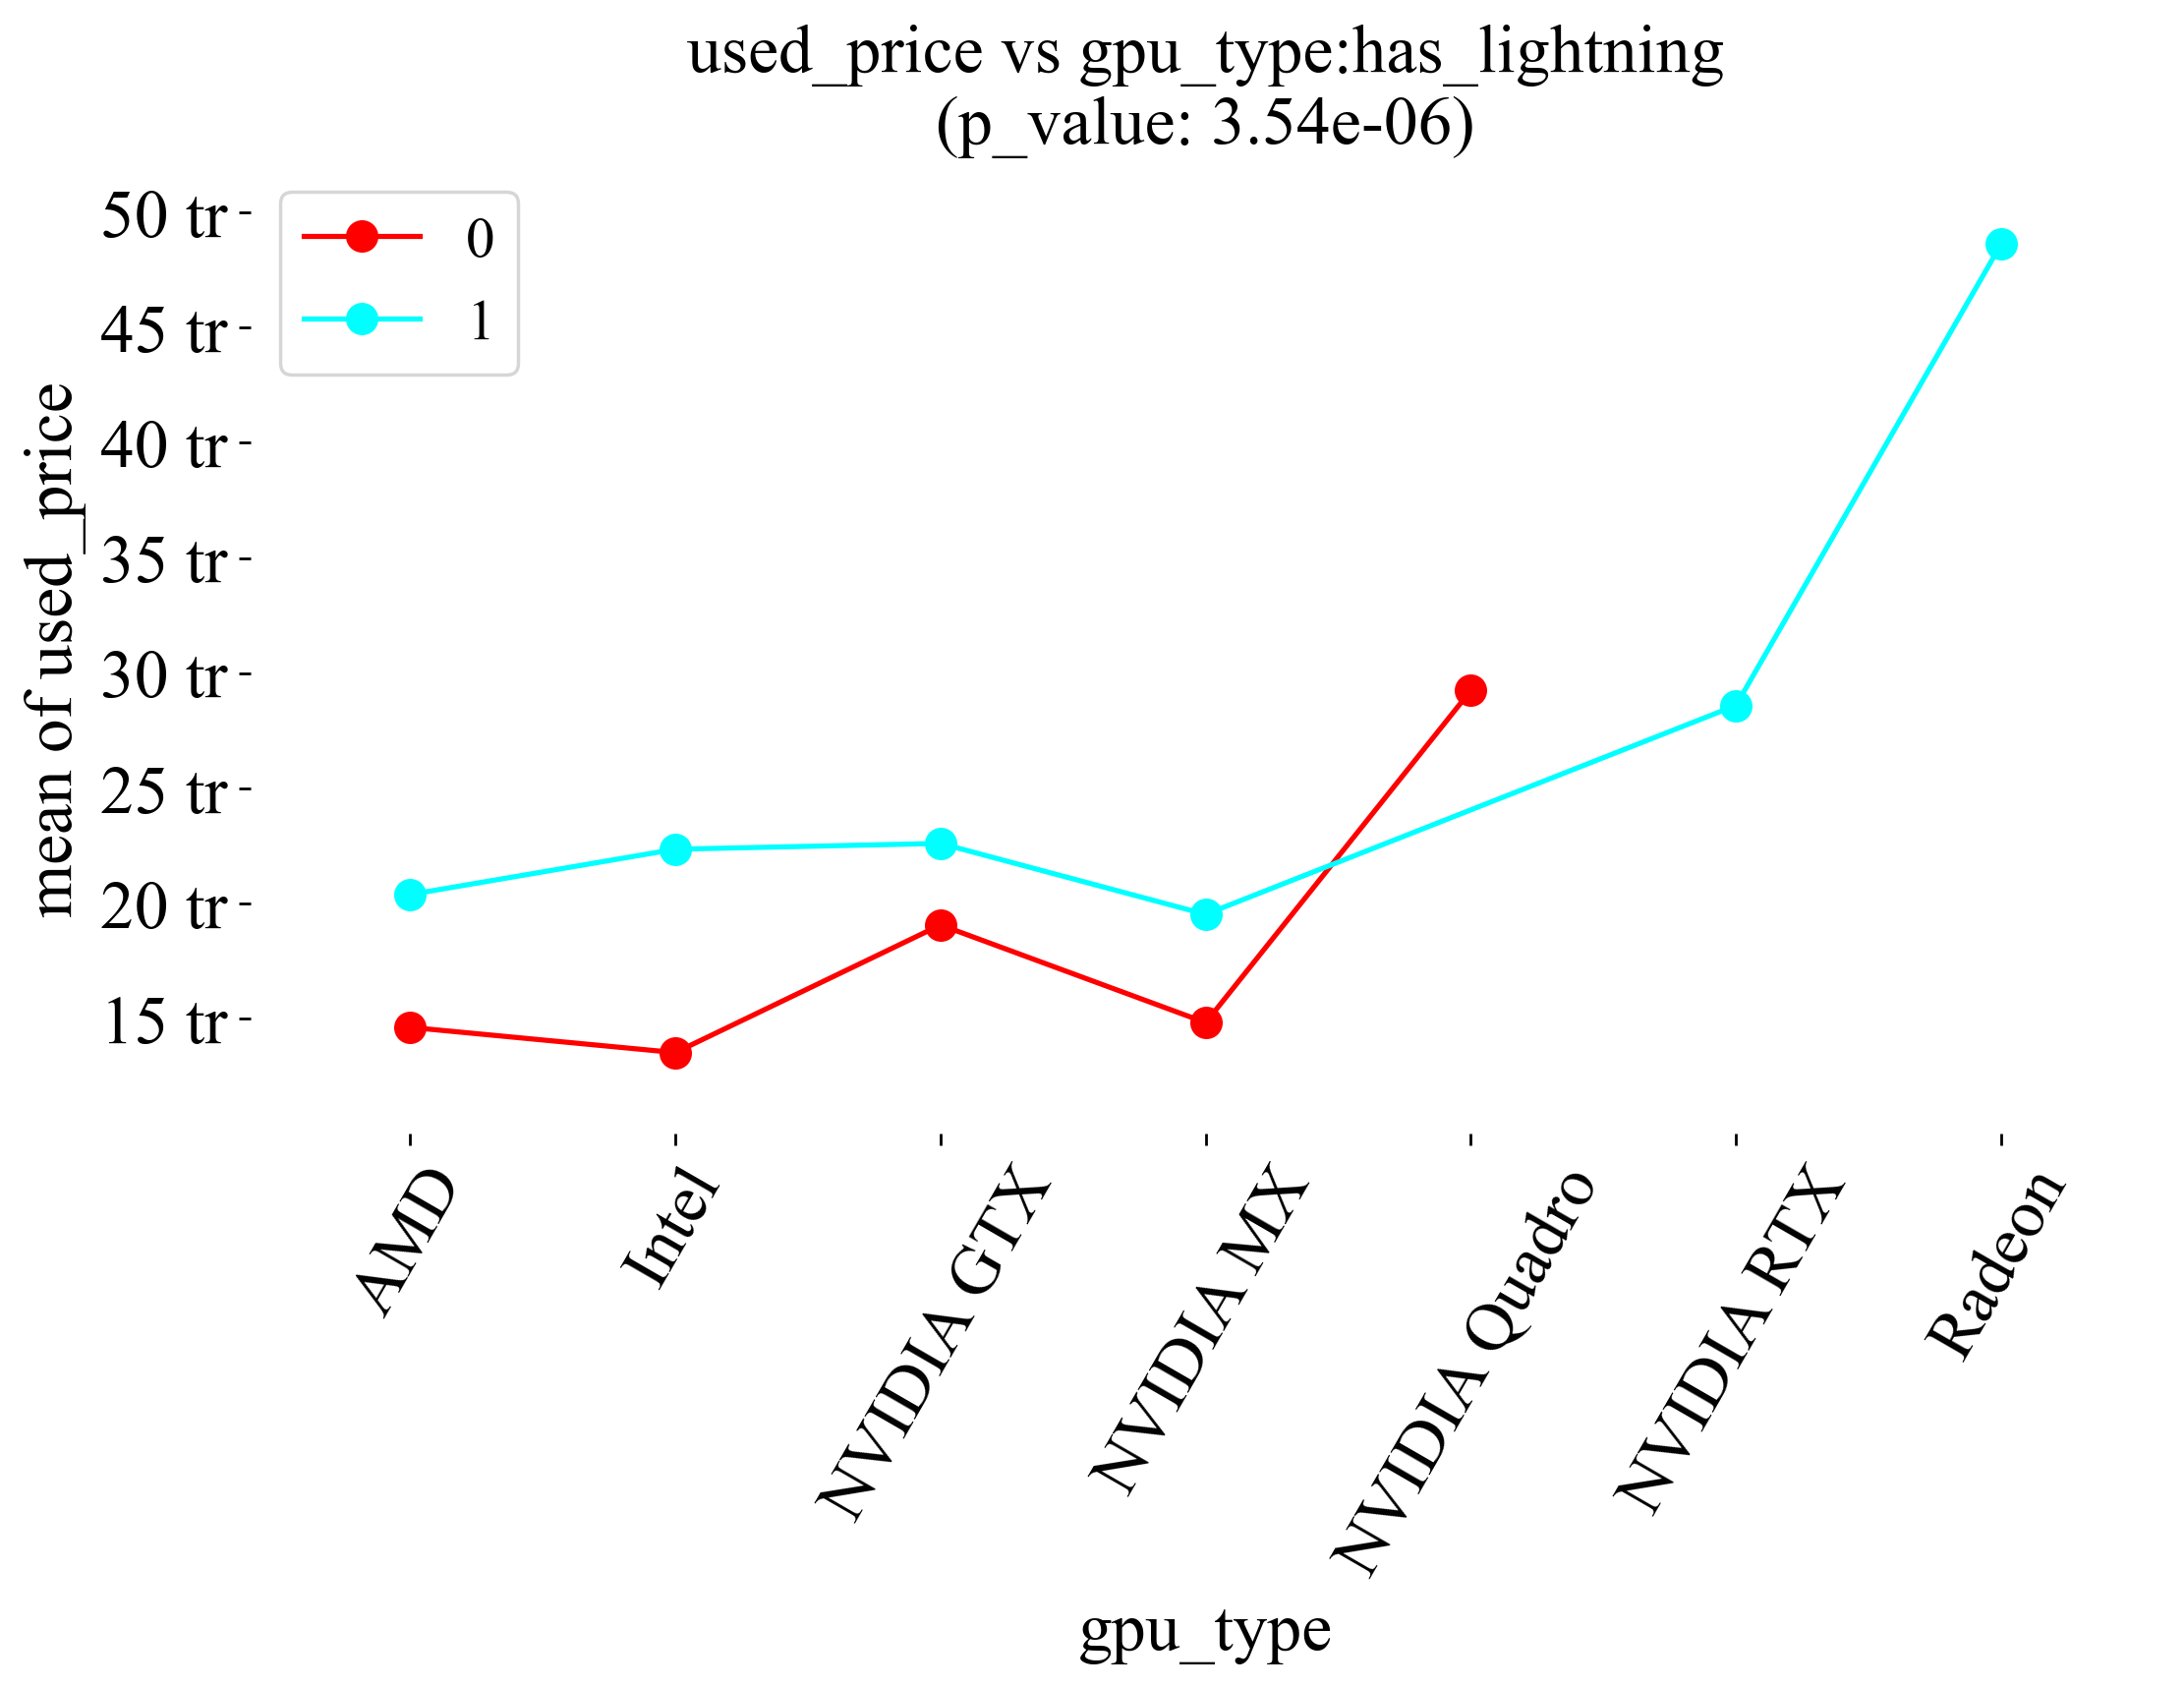 used_price vs gpu_type:has_lightning
(p_value: 3.54e-06)
0
1
mean of used_price
50 tr
45 tr
40 tr
35 tr
30 tr
25 tr
20 tr
15 tr
AMD
Intel
NVIDIA GTX
NVIDIA MX
NVIDIA Quadro
NVIDIA RTX
Radeon
gpu_type